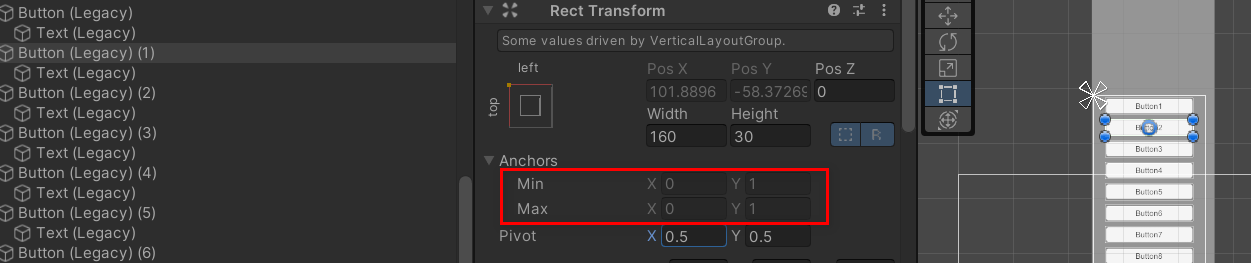 Button (Legacy)
Text (Legacy)
Button (Legacy) (1)
Text (Legacy)
Button (Legacy) (2)
Text (Legacy)
Button (Legacy) (3)
Text (Legacy)
Button (Legacy) (4)
Text (Legacy)
Button (Legacy) (5)
Text (Legacy)
Button (Legacy) (6)
Rect Transform
Some values driven by VerticalLayoutGroup.
left
top
Pos X Pos Y Pos Z
101.8896 -58.37269 0
Width Height
160 30
R
Anchors
Min X 0 Y 1
Max X 0 Y 1
Pivot X 0.5 Y 0.5
Button1
Button3
Button4
Button5
Button6
Button7
Button8